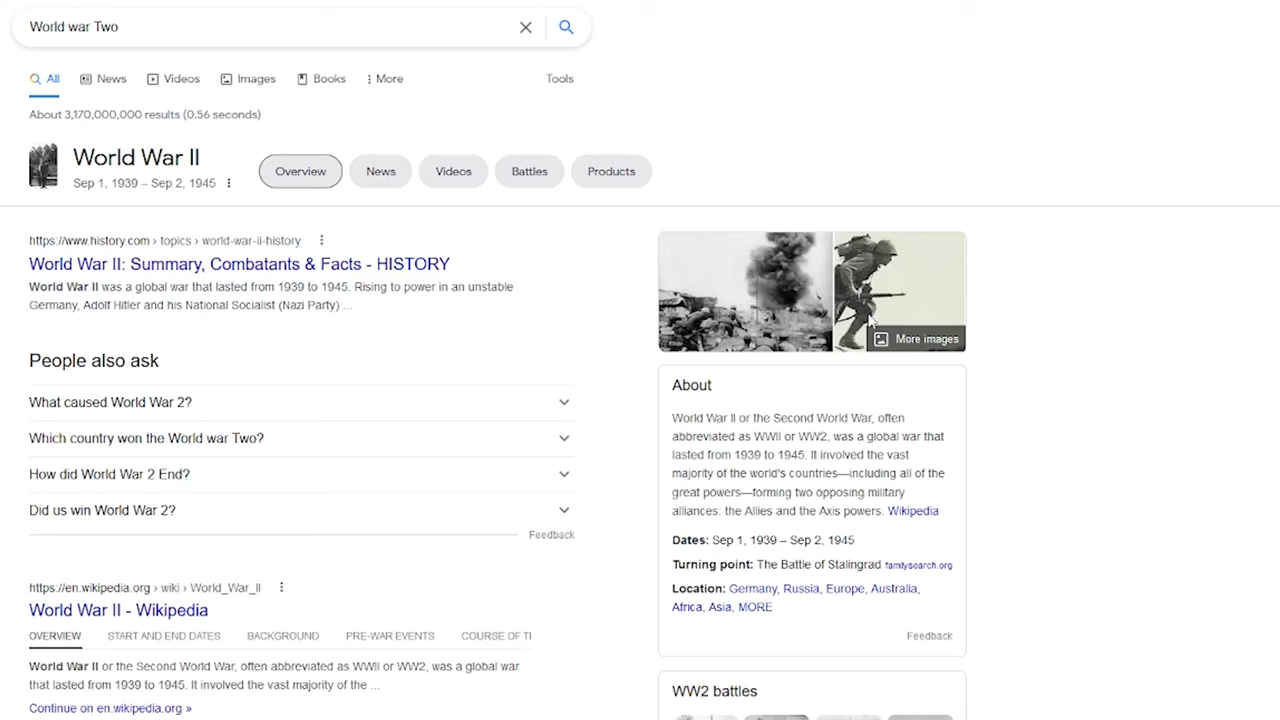 World war Two
All News Videos Images Books More Tools
About 3,170,000,000 results (0.56 seconds)
World War II
Sep 1, 1939 – Sep 2, 1945
Overview News Videos Battles Products
https://www.history.com › topics › world-war-ii-history
World War II: Summary, Combatants & Facts - HISTORY
World War II was a global war that lasted from 1939 to 1945. Rising to power in an unstable
Germany, Adolf Hitler and his National Socialist (Nazi Party) ...
People also ask
What caused World War 2?
Which country won the World war Two?
How did World War 2 End?
Did us win World War 2?
Feedback
https://en.wikipedia.org › wiki › World_War_II
World War II - Wikipedia
OVERVIEW START AND END DATES BACKGROUND PRE-WAR EVENTS COURSE OF TI
World War II or the Second World War, often abbreviated as WWII or WW2, was a global war
that lasted from 1939 to 1945. It involved the vast majority of the ...
Continue on en.wikipedia.org »
More images
About
World War II or the Second World War, often
abbreviated as WWII or WW2, was a global war that
lasted from 1939 to 1945. It involved the vast
majority of the world's countries—including all of the
great powers—forming two opposing military
alliances: the Allies and the Axis powers. Wikipedia
Dates: Sep 1, 1939 – Sep 2, 1945
Turning point: The Battle of Stalingrad familysearch.org
Location: Germany, Russia, Europe, Australia,
Africa, Asia, MORE
Feedback
WW2 battles